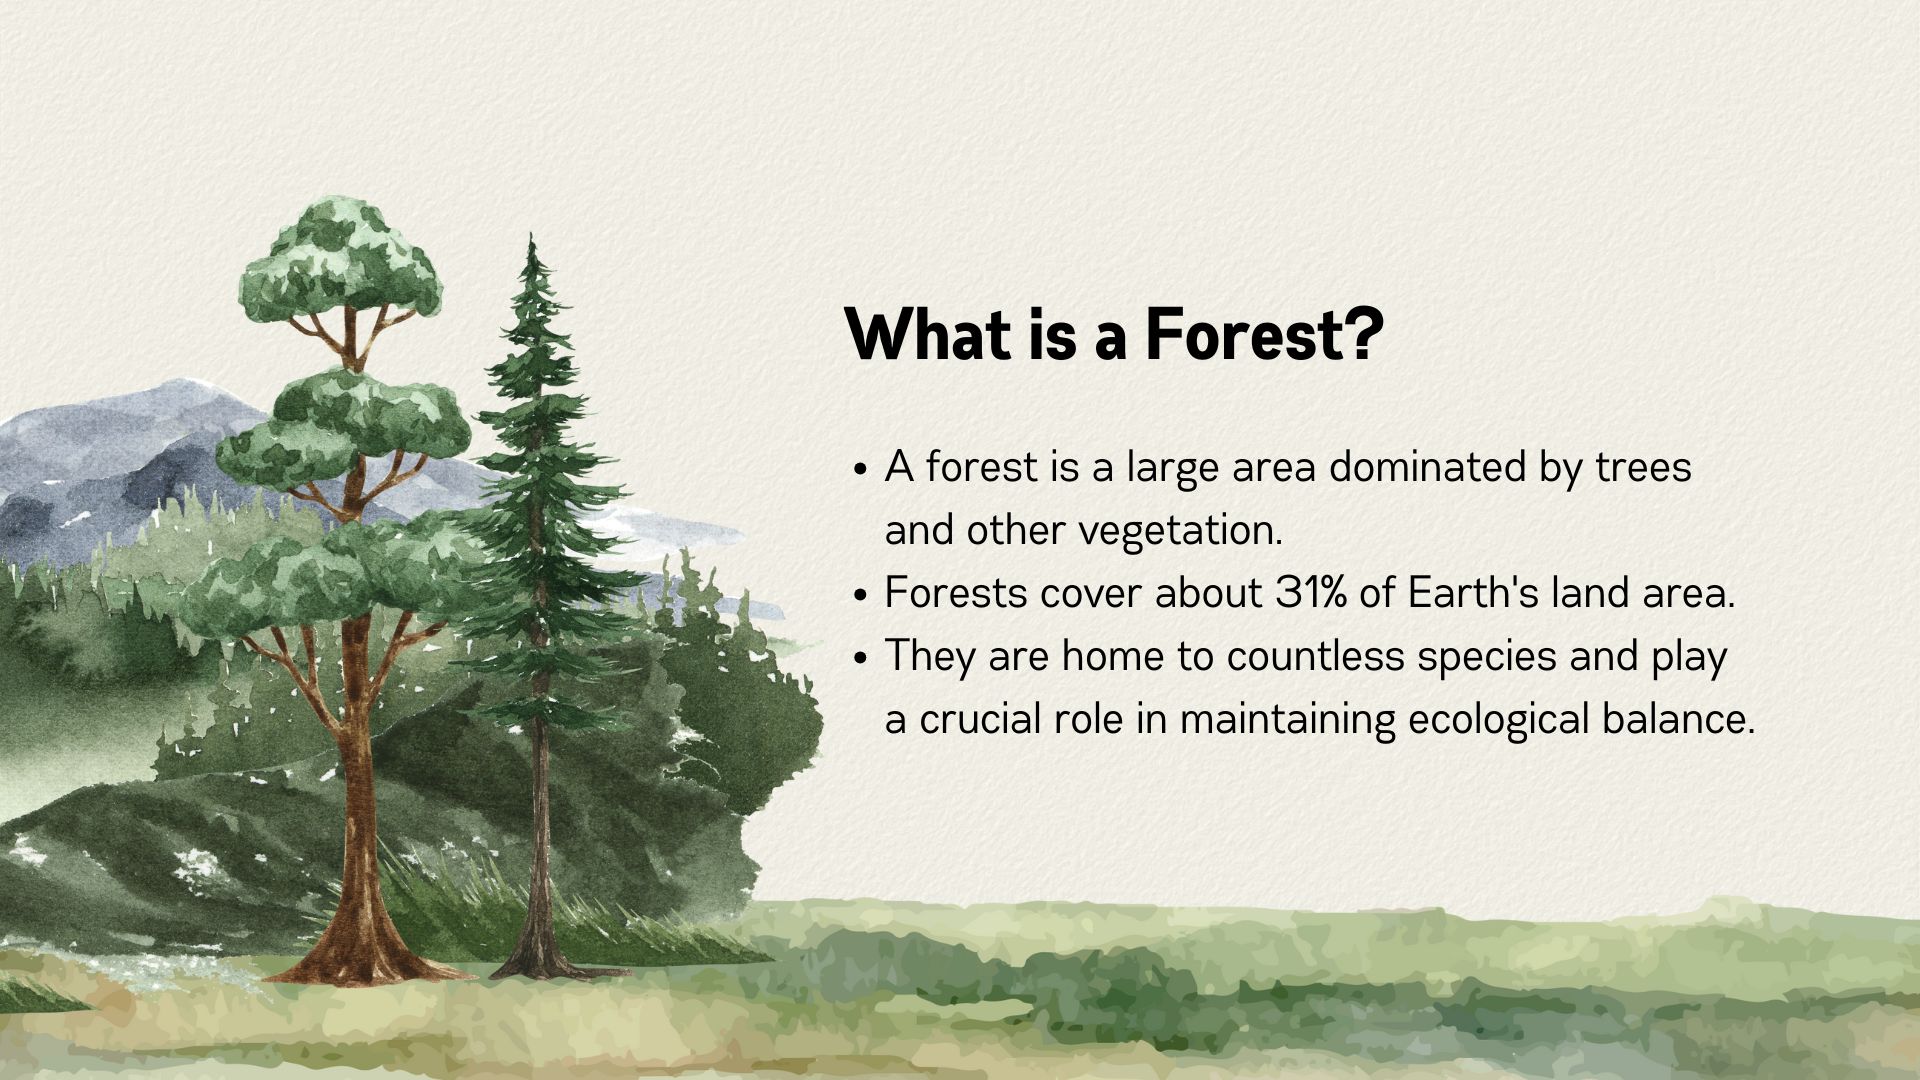 What is a Forest?
• A forest is a large area dominated by trees
and other vegetation.
• Forests cover about 31% of Earth's land area.
• They are home to countless species and play
a crucial role in maintaining ecological balance.